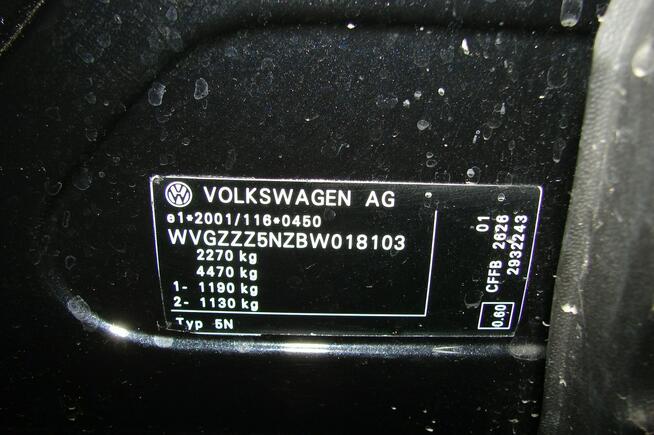 VOLKSWAGEN AG
e1*2001/116*0450
WVGZZZ5NZBW018103
2270 kg
4470 kg
1- 1190 kg
2- 1130 kg
Typ 5N
01
CFFB 2626
2932243
0.60